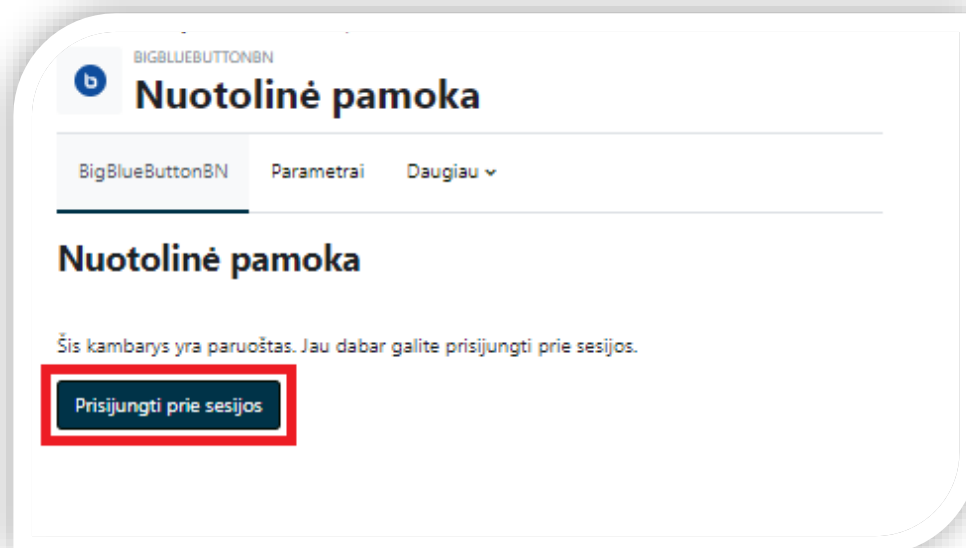 BIGBLUEBUTTONBN
Nuotolinė pamoka
BigBlueButtonBN Parametrai Daugiau
Nuotolinė pamoka
Šis kambarys yra paruoštas. Jau dabar galite prisijungti prie sesijos.
Prisijungti prie sesijos